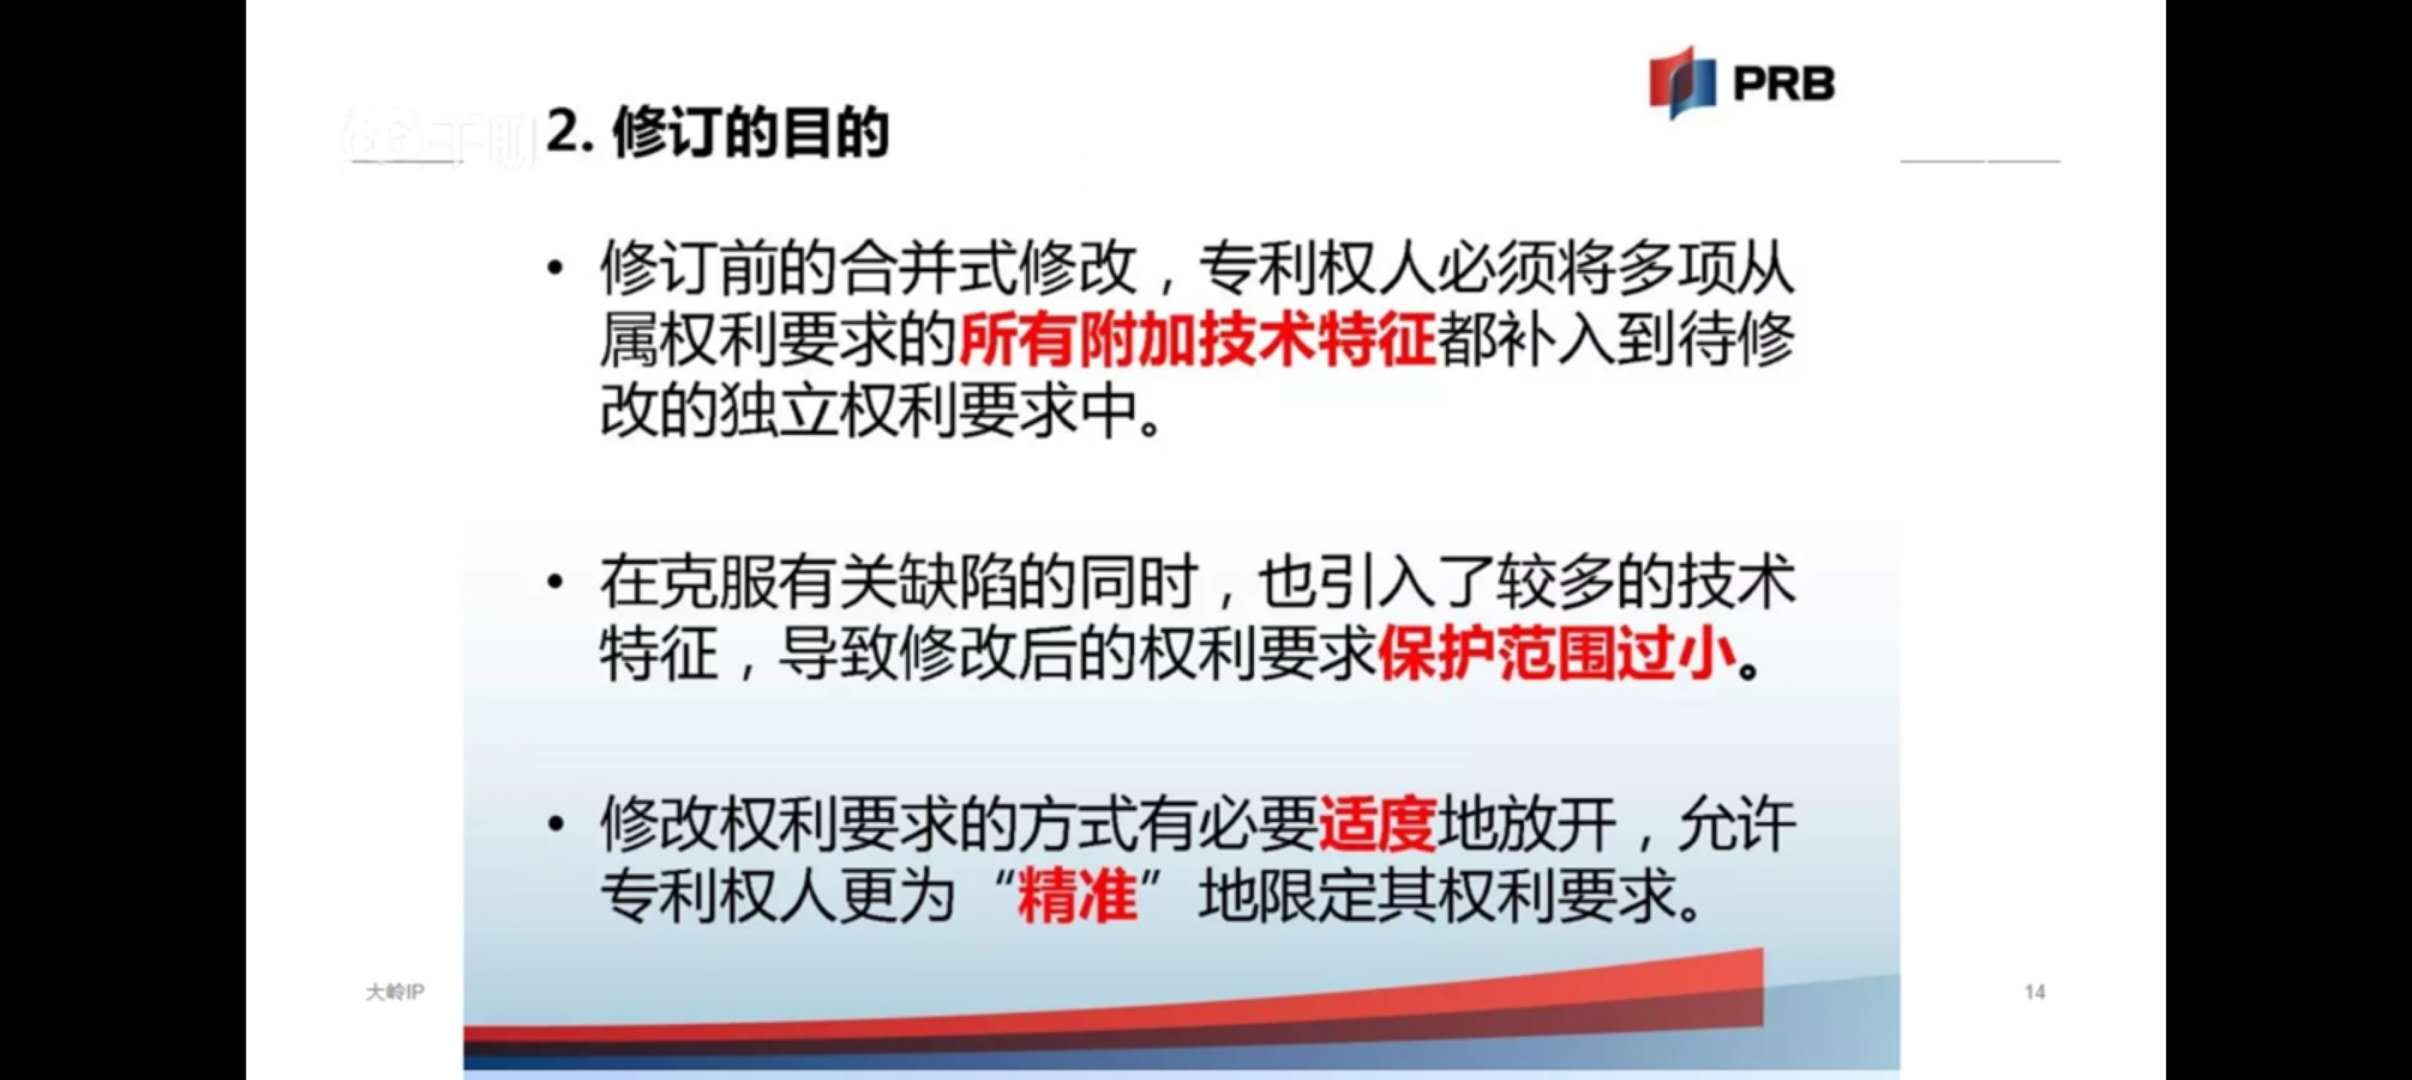 PRB
2. 修订的目的
• 修订前的合并式修改，专利权人必须将多项从
属权利要求的所有附加技术特征都补入到待修
改的独立权利要求中。
• 在克服有关缺陷的同时，也引入了较多的技术
特征，导致修改后的权利要求保护范围过小。
• 修改权利要求的方式有必要适度地放开，允许
专利权人更为“精准”地限定其权利要求。
大岭IP
14